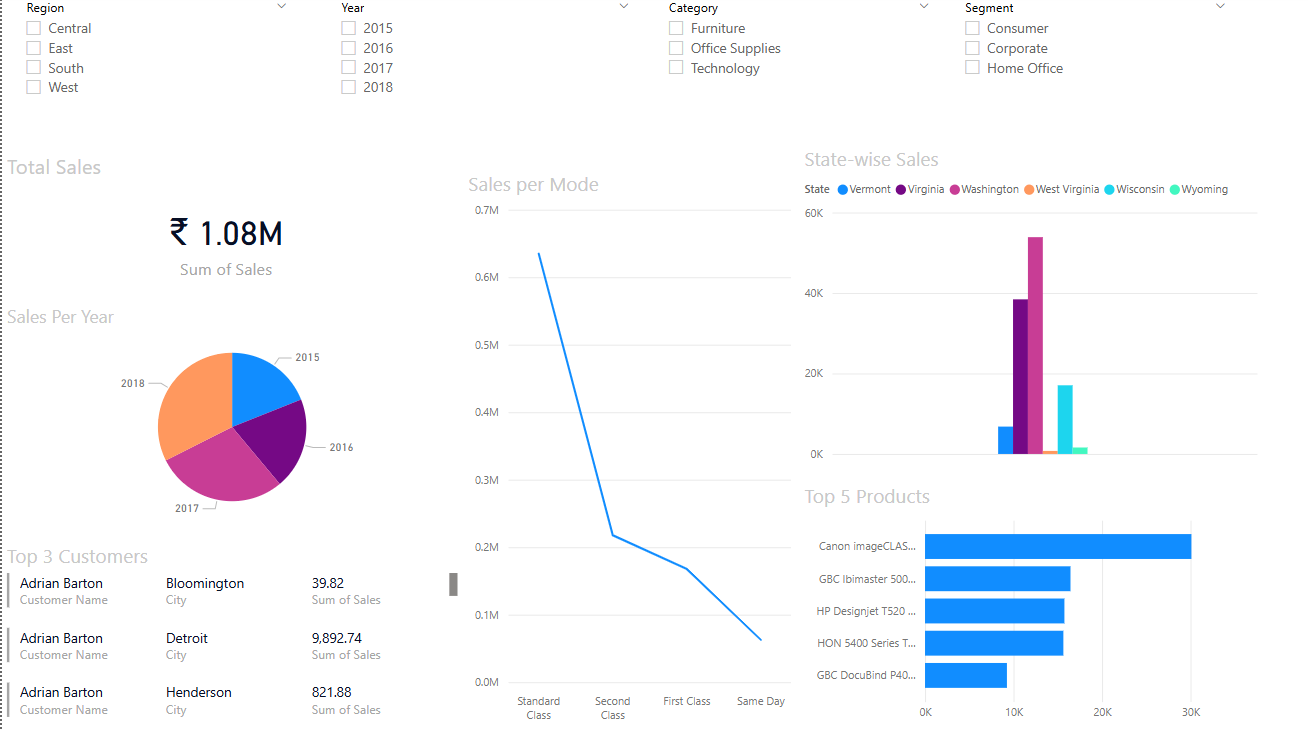 Region
Central
East
South
West
Year
2015
2016
2017
2018
Category
Furniture
Office Supplies
Technology
Segment
Consumer
Corporate
Home Office
Total Sales
₹ 1.08M
Sum of Sales
Sales Per Year
2015
2016
2017
2018
Top 3 Customers
Adrian Barton Bloomington 39.82
Customer Name City Sum of Sales
Adrian Barton Detroit 9,892.74
Customer Name City Sum of Sales
Adrian Barton Henderson 821.88
Customer Name City Sum of Sales
Sales per Mode
0.7M
0.6M
0.5M
0.4M
0.3M
0.2M
0.1M
0.0M
Standard Class
Second Class
First Class
Same Day
State-wise Sales
State Vermont Virginia Washington West Virginia Wisconsin Wyoming
60K
40K
20K
0K
Top 5 Products
Canon imageCLAS...
GBC Ibimaster 500...
HP Designjet T520 ...
HON 5400 Series T...
GBC DocuBind P40...
0K 10K 20K 30K